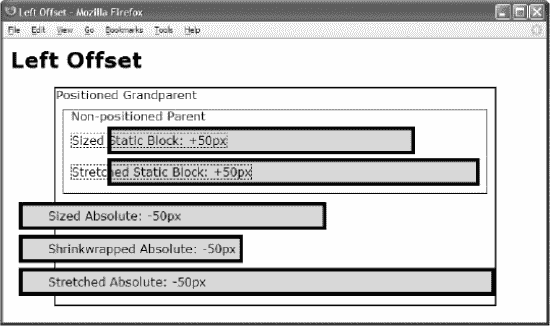 Left Offset - Mozilla Firefox
File Edit View Go Bookmarks Tools Help
Left Offset
Positioned Grandparent
Non-positioned Parent
Sized Static Block: +50px
Stretched Static Block: +50px
Sized Absolute: -50px
Shrinkwrapped Absolute: -50px
Stretched Absolute: -50px